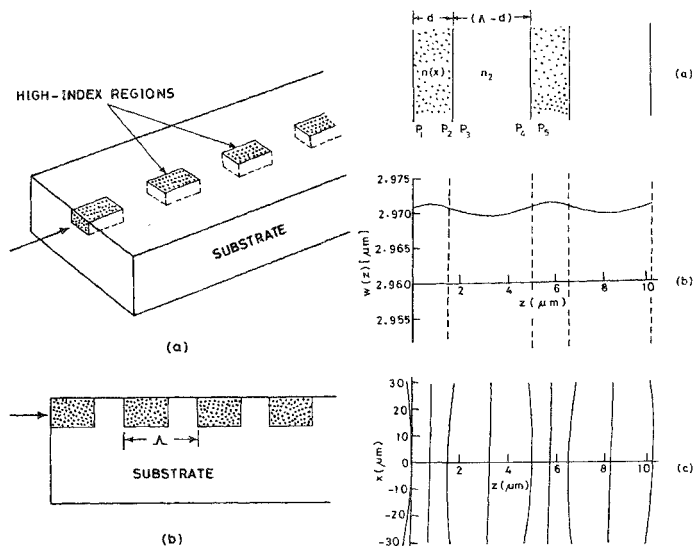 HIGH-INDEX REGIONS
SUBSTRATE
(a)
Λ
SUBSTRATE
(b)
d
(Λ - d)
n(x)
n₂
(a)
P₁ P₂ P₃ P₄ P₅
2.975
2.970
2.965
2.960
2.955
w(z) [μm]
2 4 6 8 10
z (μm)
(b)
30
20
10
0
-10
-20
-30
x (μm)
2 4 6 8 10
z (μm)
(c)